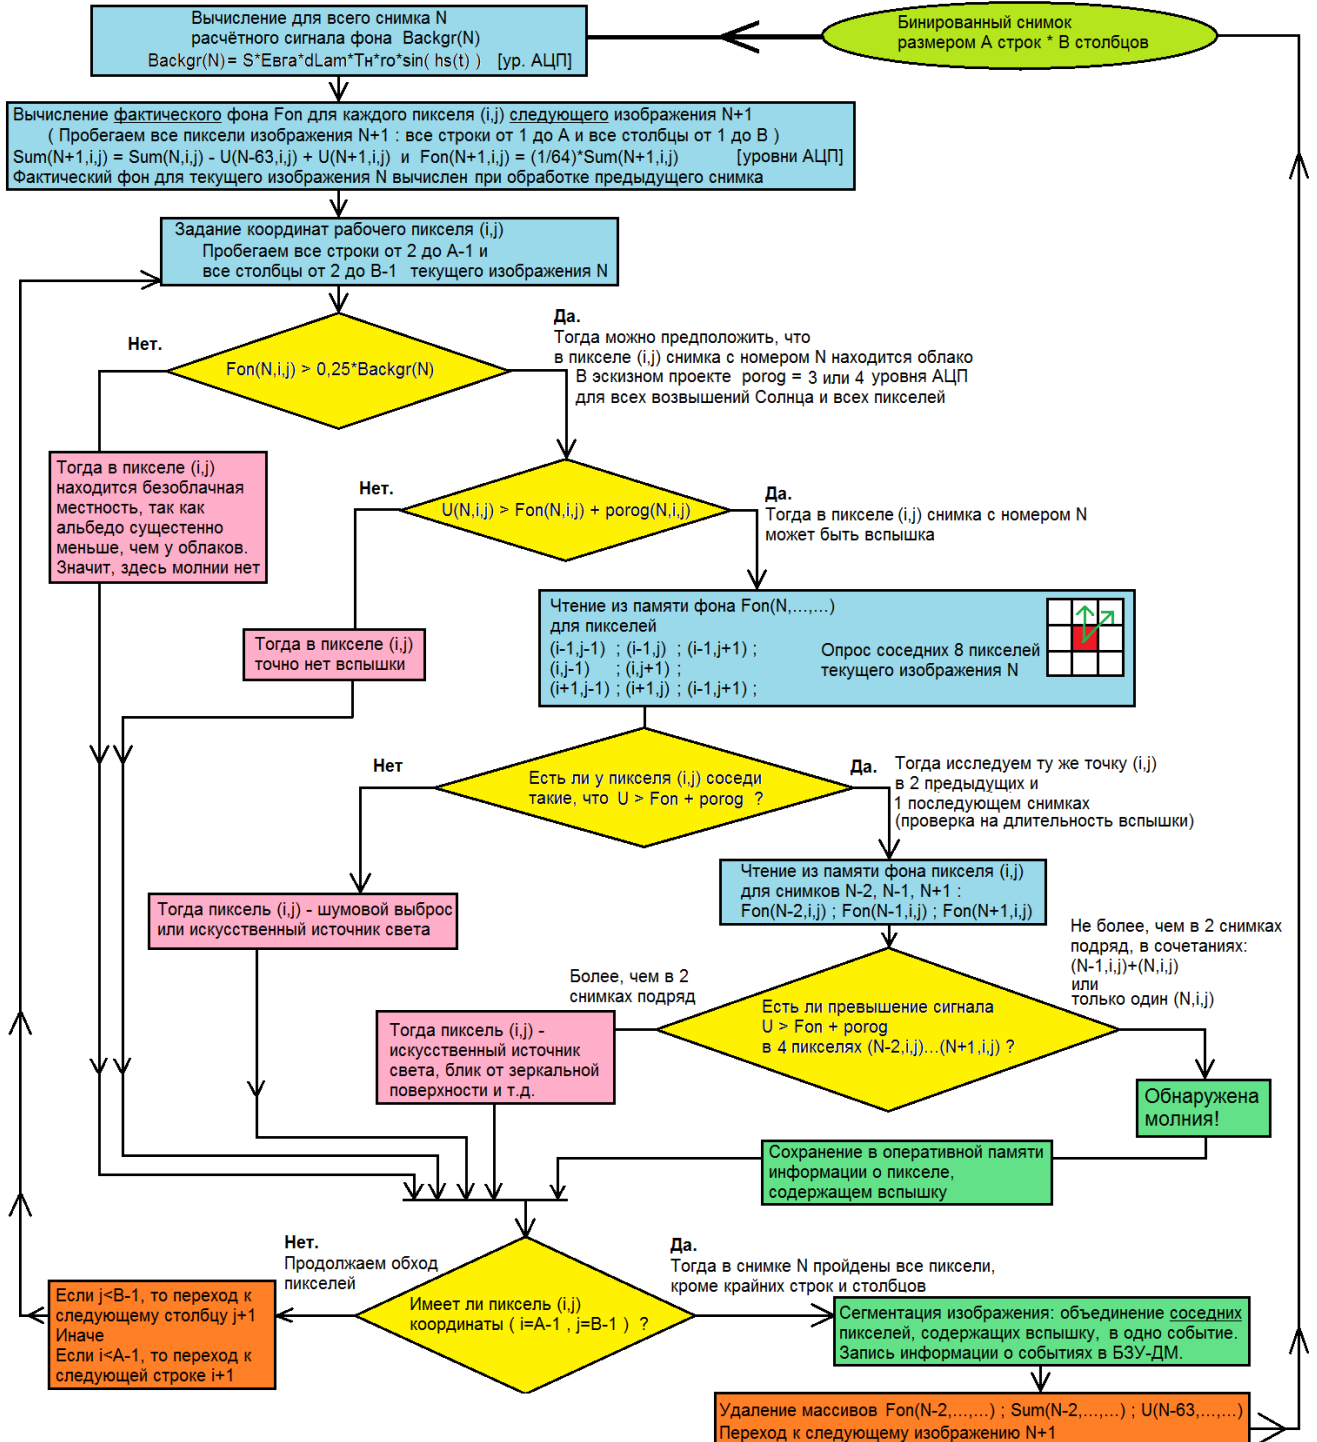 Вычисление для всего снимка N
расчётного сигнала фона  Backgr(N)
Backgr(N)= S*Eвга*dLam*Tн*ro*sin( hs(t) )   [ур. АЦП]
Бинированный снимок
размером A строк * B столбцов
Вычисление фактического фона Fon для каждого пикселя (i,j) следующего изображения N+1
( Пробегаем все пиксели изображения N+1 : все строки от 1 до A и все столбцы от 1 до B )
Sum(N+1,i,j) = Sum(N,i,j) - U(N-63,i,j) + U(N+1,i,j)  и  Fon(N+1,i,j) = (1/64)*Sum(N+1,i,j)   [уровни АЦП]
Фактический фон для текущего изображения N вычислен при обработке предыдущего снимка
Задание координат рабочего пикселя (i,j)
Пробегаем все строки от 2 до A-1 и
все столбцы от 2 до B-1   текущего изображения N
Нет.
Fon(N,i,j) > 0,25*Backgr(N)
Да.
Тогда можно предположить, что
в пикселе (i,j) снимка с номером N находится облако
В эскизном проекте  porog = 3 или 4 уровня АЦП
для всех возвышений Солнца и всех пикселей
Тогда в пикселе (i,j)
находится безоблачная
местность, так как
альбедо сущестенно
меньше, чем у облаков.
Значит, здесь молнии нет
Нет.
U(N,i,j) > Fon(N,i,j) + porog(N,i,j)
Да.
Тогда в пикселе (i,j) снимка с номером N
может быть вспышка
Тогда в пикселе (i,j)
точно нет вспышки
Чтение из памяти фона Fon(N,...,...)
для пикселей
(i-1,j-1)  ; (i-1,j)  ; (i-1,j+1) ;
(i,j-1)     ; (i,j+1) ;
(i+1,j-1) ; (i+1,j) ; (i-1,j+1) ;
Опрос соседних 8 пикселей
текущего изображения N
Нет
Есть ли у пикселя (i,j) соседи
такие, что  U > Fon + porog  ?
Да.
Тогда исследуем ту же точку (i,j)
в 2 предыдущих и
1 последующем снимках
(проверка на длительность вспышки)
Тогда пиксель (i,j) - шумовой выброс
или искусственный источник света
Чтение из памяти фона пикселя (i,j)
для снимков N-2, N-1, N+1 :
Fon(N-2,i,j) ; Fon(N-1,i,j) ; Fon(N+1,i,j)
Не более, чем в 2 снимках
подряд, в сочетаниях:
(N-1,i,j)+(N,i,j)
или
только один (N,i,j)
Более, чем в 2
снимках подряд
Есть ли превышение сигнала
U > Fon + porog
в 4 пикселях (N-2,i,j)...(N+1,i,j) ?
Тогда пиксель (i,j) -
искусственный источник
света, блик от зеркальной
поверхности и т.д.
Обнаружена
молния!
Сохранение в оперативной памяти
информации о пикселе,
содержащем вспышку
Нет.
Продолжаем обход
пикселей
Да.
Тогда в снимке N пройдены все пиксели,
кроме крайних строк и столбцов
Имеет ли пиксель (i,j)
координаты ( i=A-1 , j=B-1 )  ?
Если j<B-1, то переход к
следующему столбцу j+1
Иначе
Если i<A-1, то переход к
следующей строке i+1
Сегментация изображения: объединение соседних
пикселей, содержащих вспышку,  в одно событие.
Запись информации о событиях в БЗУ-ДМ.
Удаление массивов  Fon(N-2,...,...) ; Sum(N-2,...,...) ; U(N-63,...,...)
Переход к следующему изображению N+1